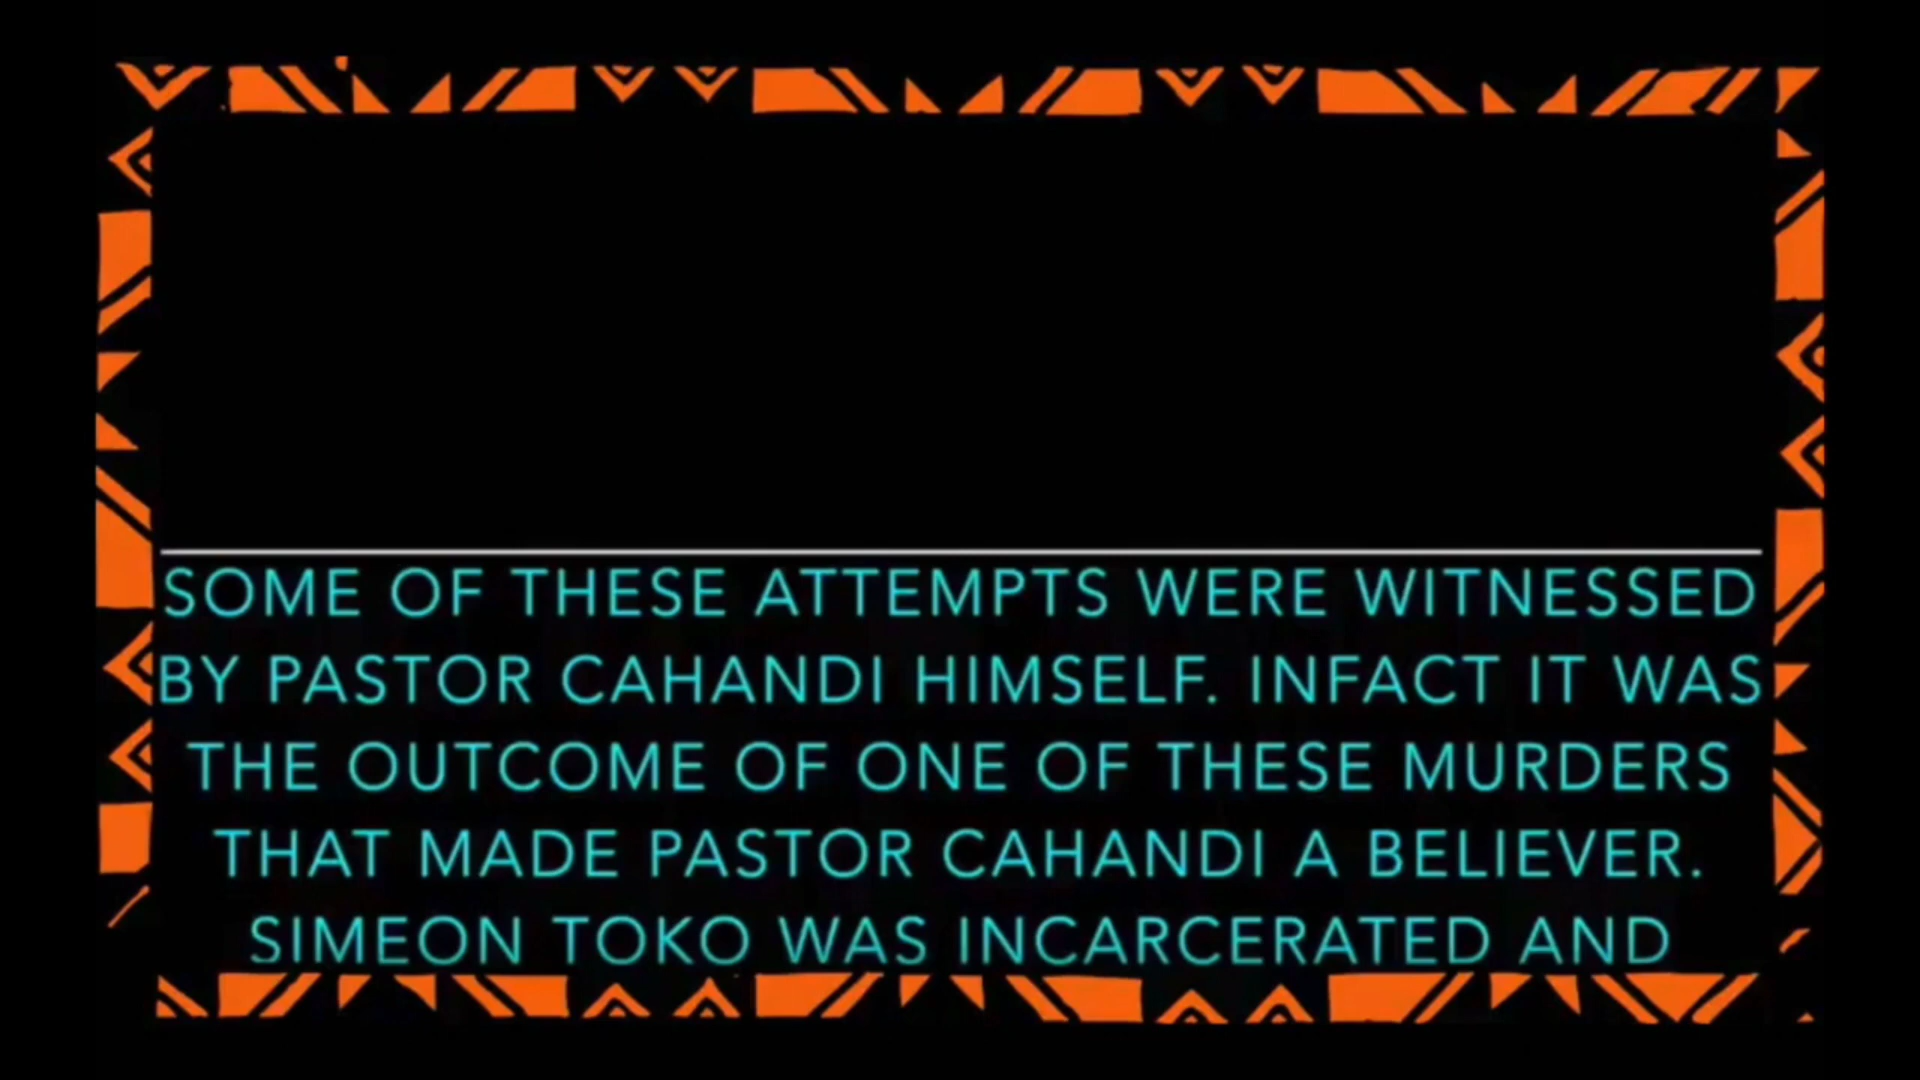 SOME OF THESE ATTEMPTS WERE WITNESSED
BY PASTOR CAHANDI HIMSELF. INFACT IT WAS
THE OUTCOME OF ONE OF THESE MURDERS
THAT MADE PASTOR CAHANDI A BELIEVER.
SIMEON TOKO WAS INCARCERATED AND